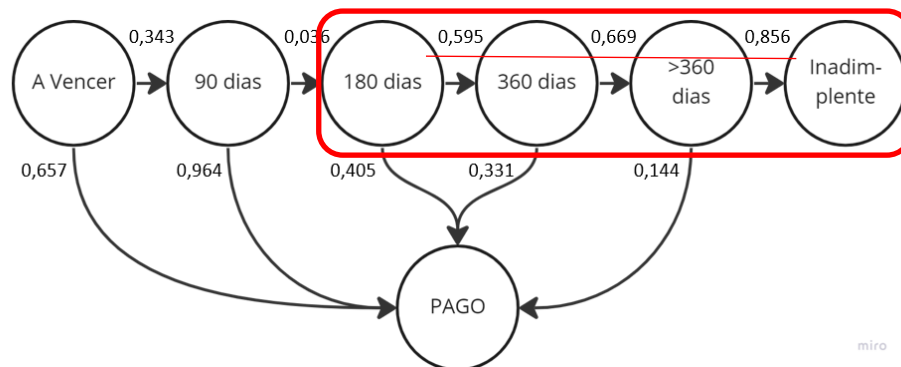 0,343
0,036
0,595
0,669
0,856
A Vencer
90 dias
180 dias
360 dias
>360
dias
Inadim-
plente
0,657
0,964
0,405
0,331
0,144
PAGO
miro